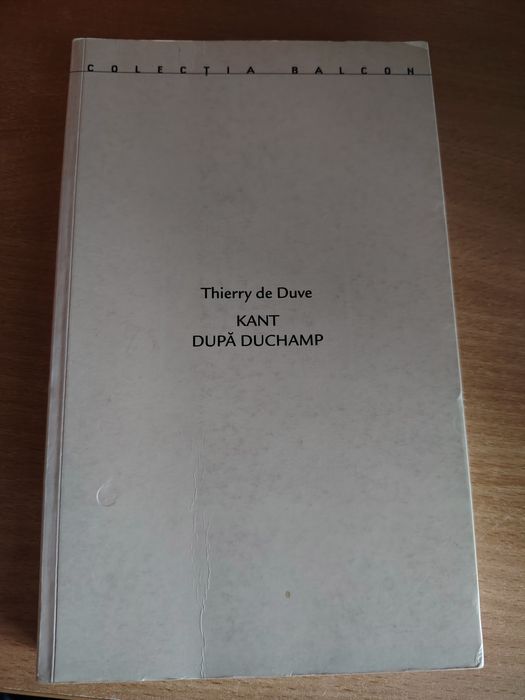 COLECȚIA BALCON
Thierry de Duve
KANT
DUPĂ DUCHAMP